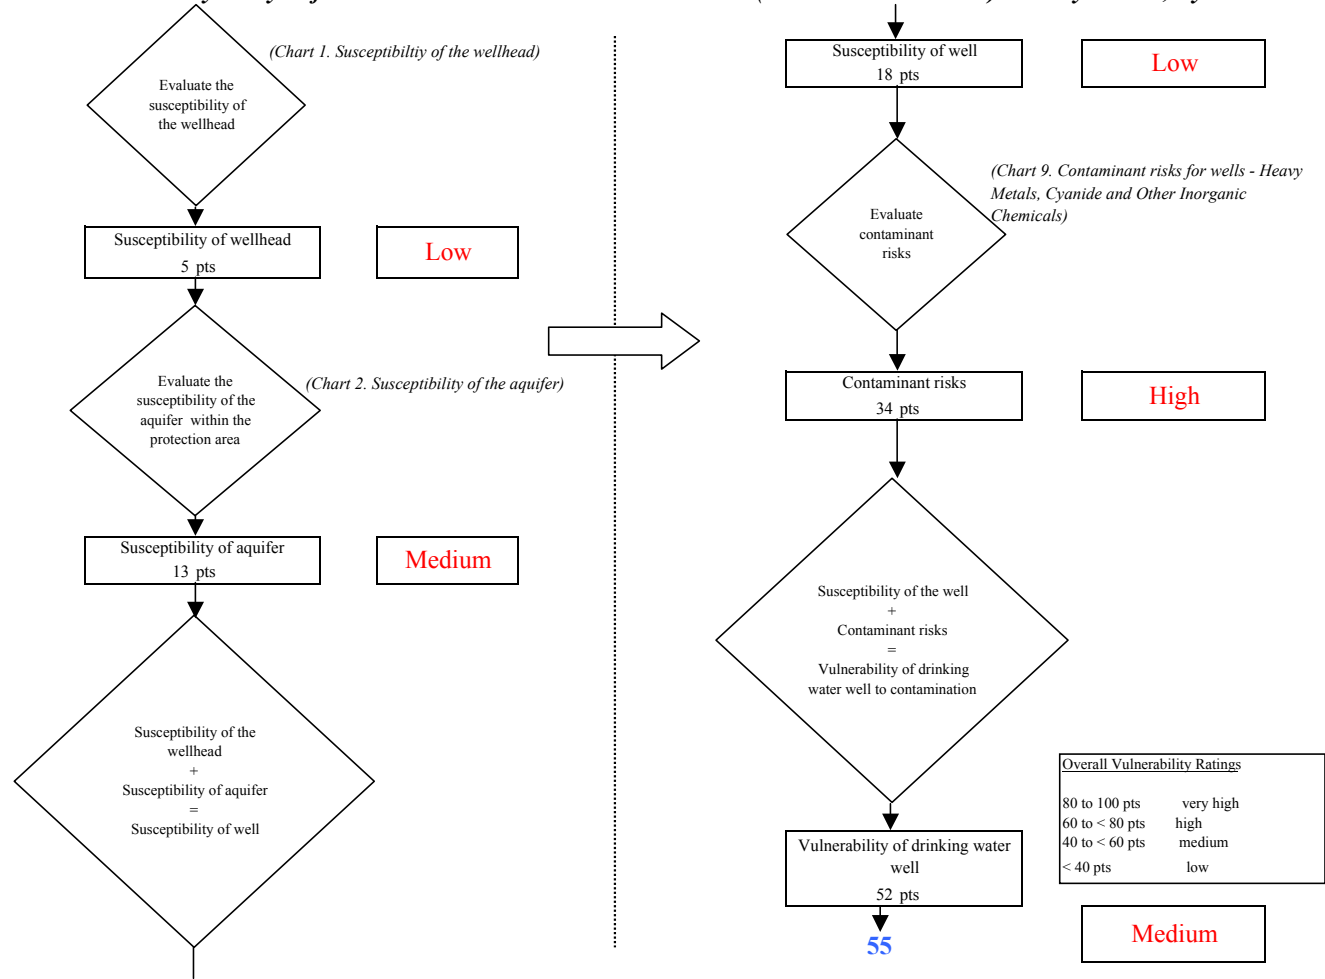 (Chart 1. Susceptibiltiy of the wellhead)
Evaluate the
susceptibility of
the wellhead
Susceptibility of wellhead
5 pts
Low
Evaluate the
susceptibility of the
aquifer within the
protection area
(Chart 2. Susceptibility of the aquifer)
Susceptibility of aquifer
13 pts
Medium
Susceptibility of the
wellhead
+
Susceptibility of aquifer
=
Susceptibility of well
Susceptibility of well
18 pts
Low
(Chart 9. Contaminant risks for wells - Heavy
Metals, Cyanide and Other Inorganic
Chemicals)
Evaluate
contaminant
risks
Contaminant risks
34 pts
High
Susceptibility of the well
+
Contaminant risks
=
Vulnerability of drinking
water well to contamination
Overall Vulnerability Ratings
80 to 100 pts very high
60 to < 80 pts high
40 to < 60 pts medium
< 40 pts low
Vulnerability of drinking water
well
52 pts
55
Medium